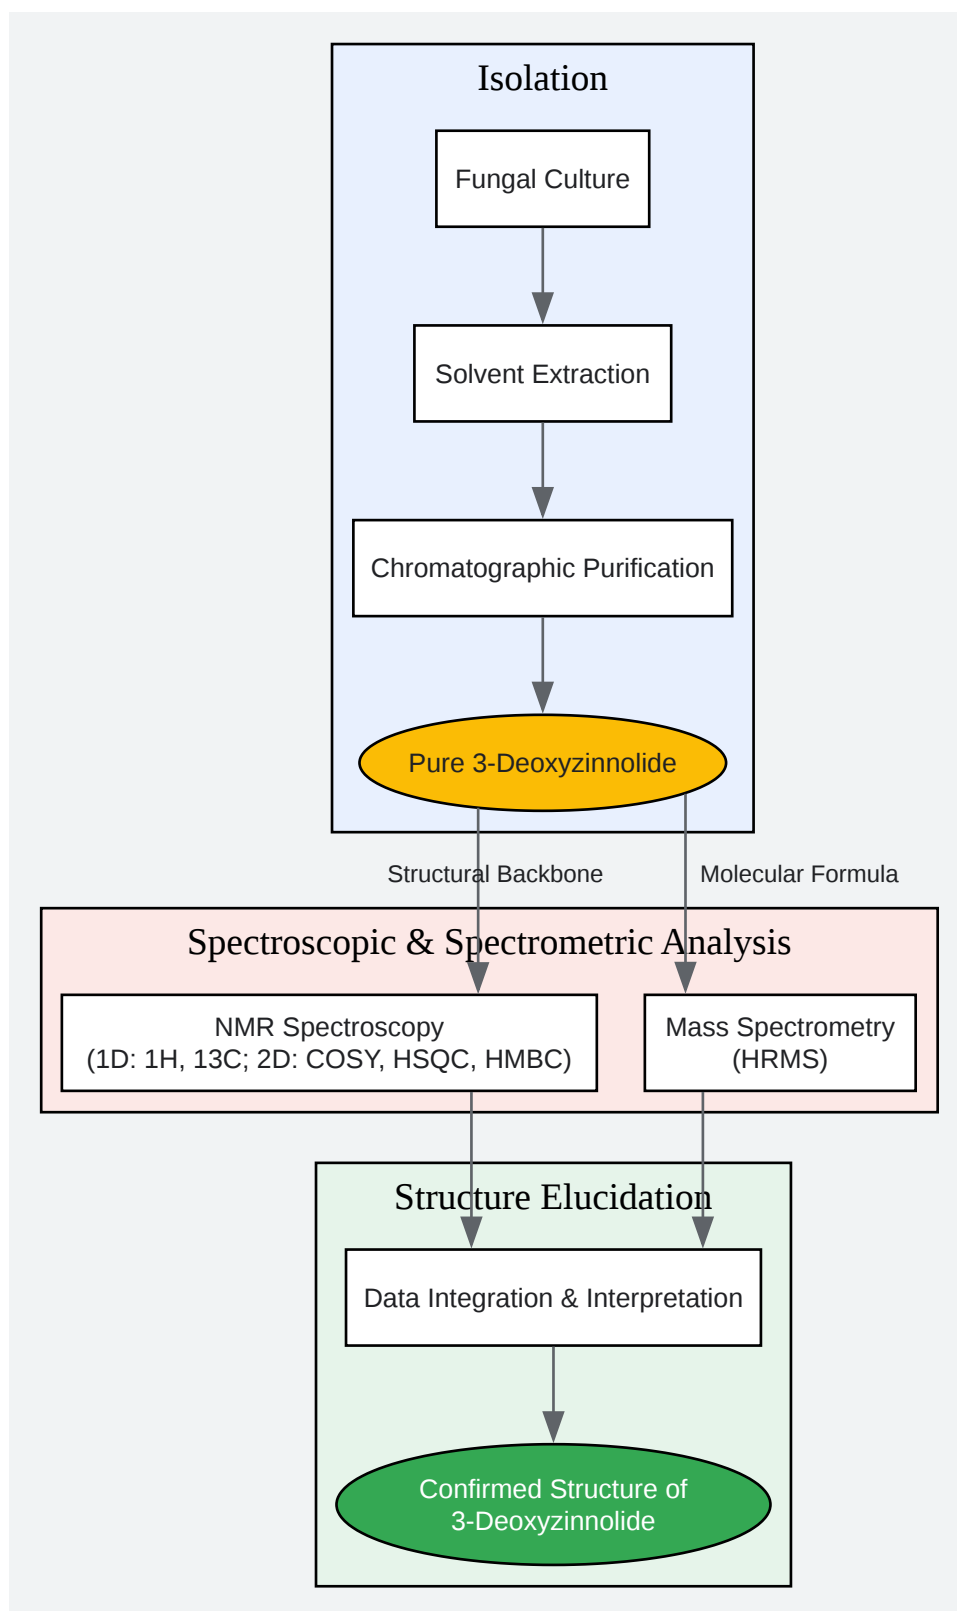 Isolation
Fungal Culture
Solvent Extraction
Chromatographic Purification
Pure 3-Deoxyzinnolide
Structural Backbone
Molecular Formula
Spectroscopic & Spectrometric Analysis
NMR Spectroscopy
(1D: 1H, 13C; 2D: COSY, HSQC, HMBC)
Mass Spectrometry
(HRMS)
Structure Elucidation
Data Integration & Interpretation
Confirmed Structure of
3-Deoxyzinnolide